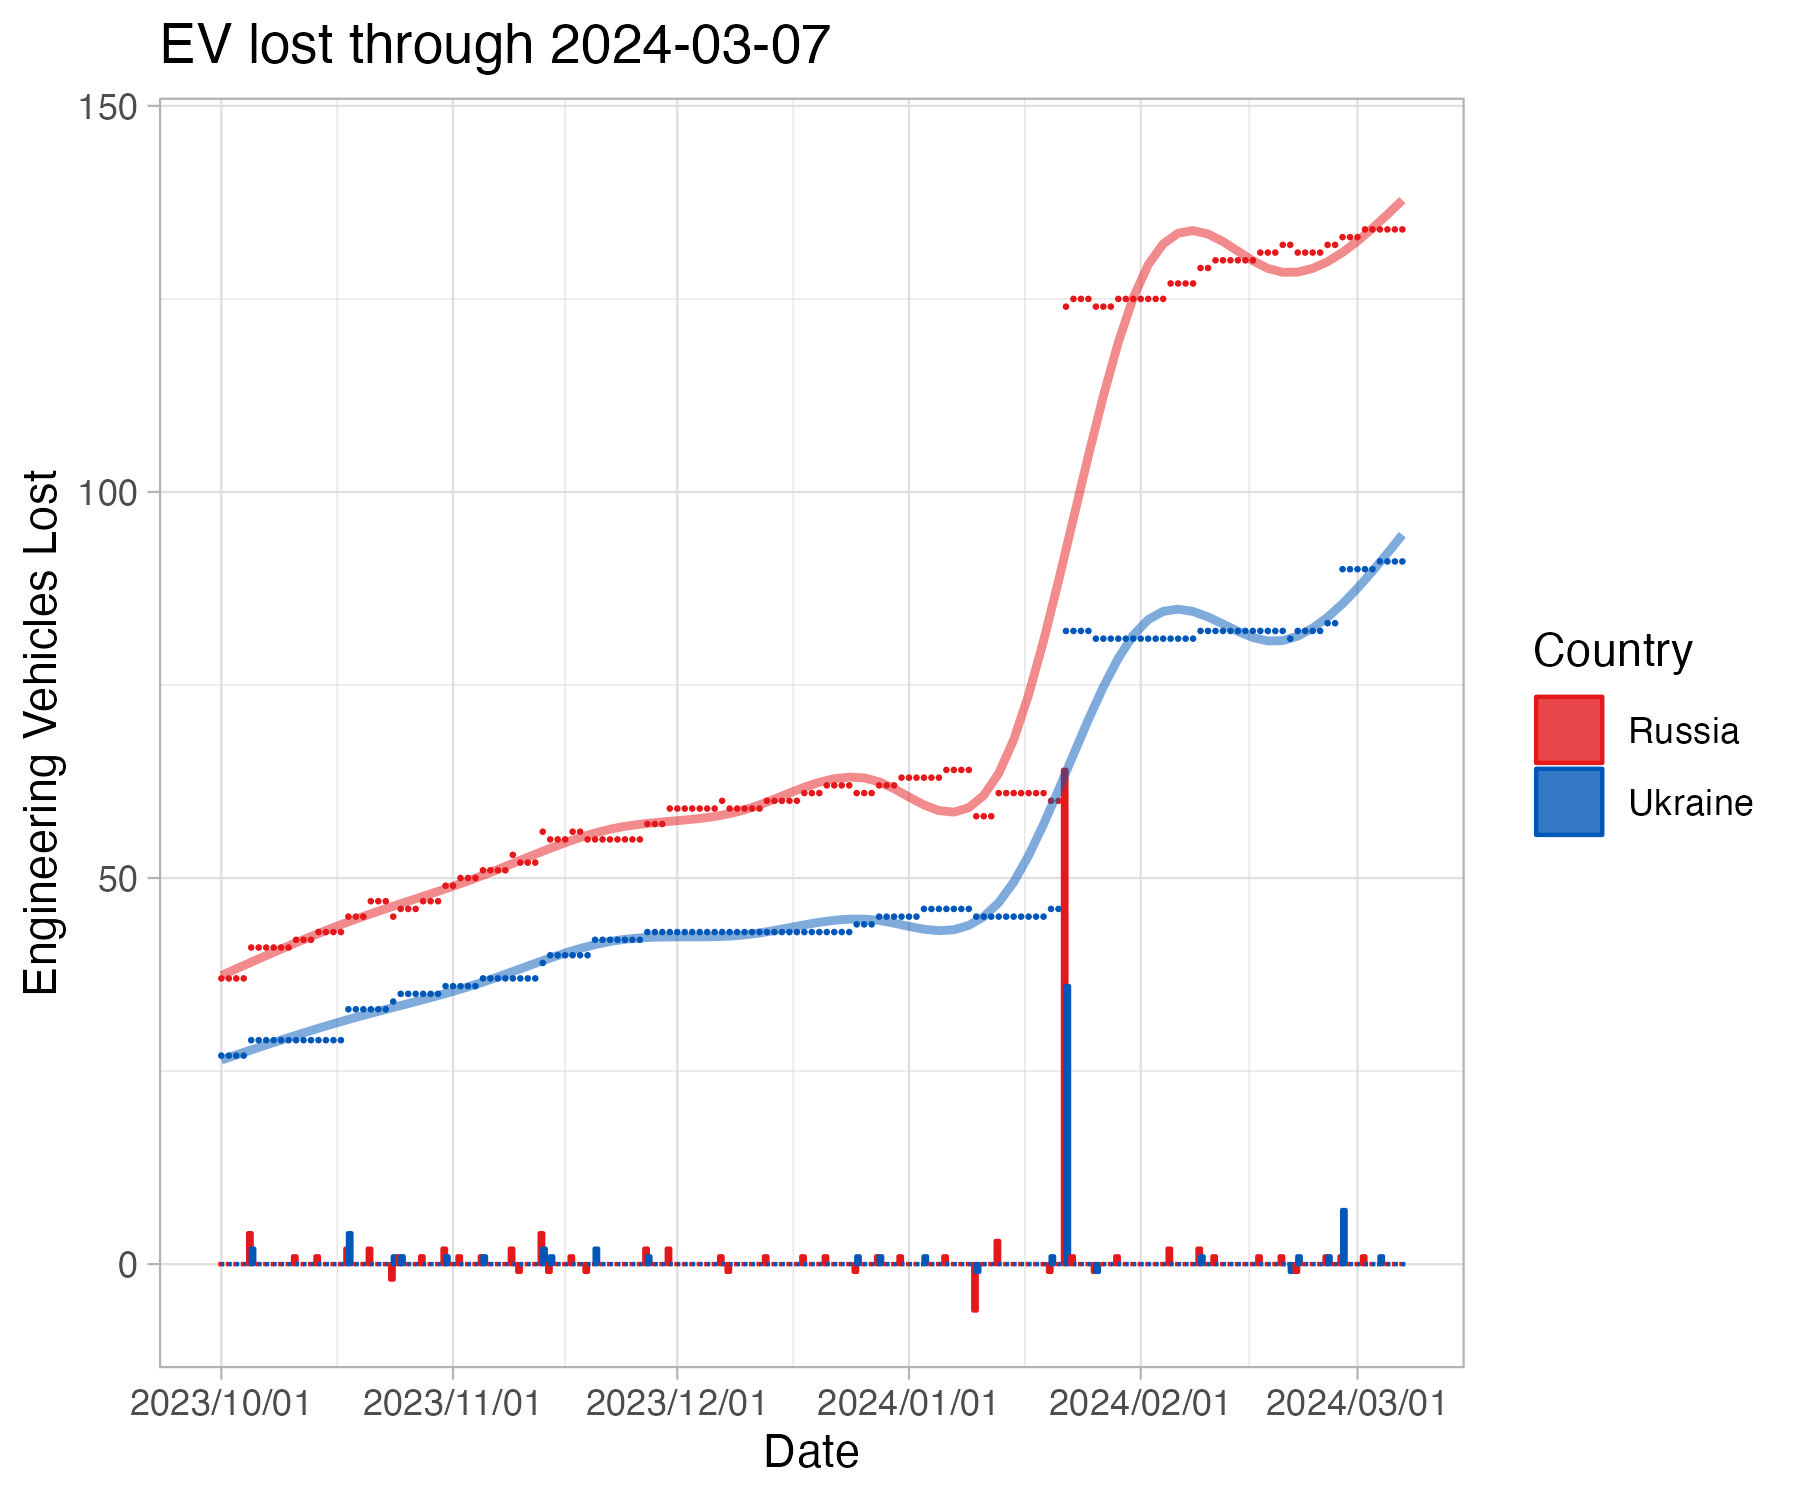 EV lost through 2024-03-07
150
100
50
0
Engineering Vehicles Lost
2023/10/01 2023/11/01 2023/12/01 2024/01/01 2024/02/01 2024/03/01
Date
Country
Russia
Ukraine